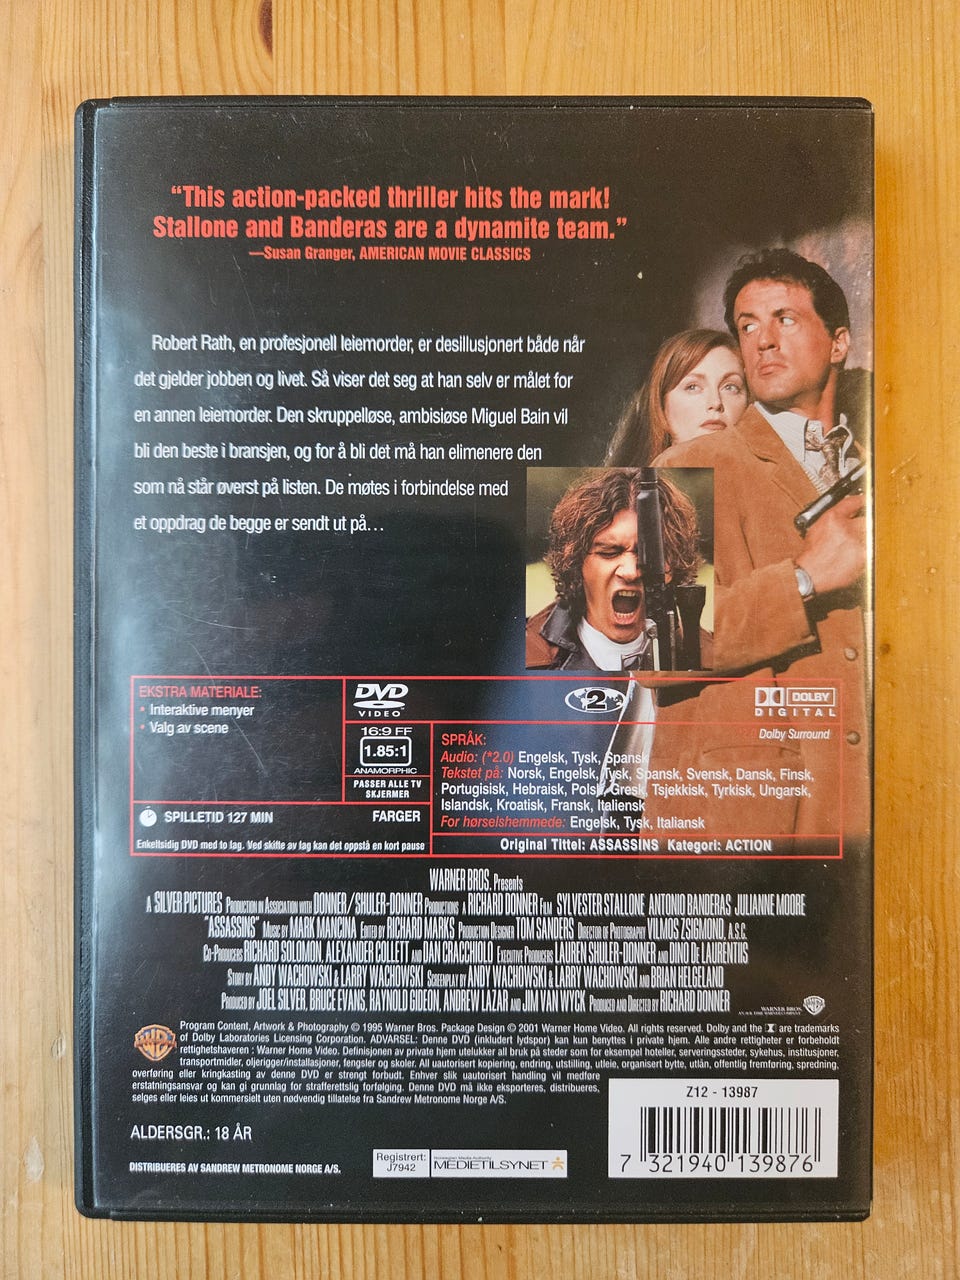 “This action-packed thriller hits the mark!
Stallone and Banderas are a dynamite team.”
—Susan Granger, AMERICAN MOVIE CLASSICS
Robert Rath, en profesjonell leiemorder, er desillusjonert både når
det gjelder jobben og livet. Så viser det seg at han selv er målet for
en annen leiemorder. Den skruppelløse, ambisiøse Miguel Bain vil
bli den beste i bransjen, og for å bli det må han elimenere den
som nå står øverst på listen. De møtes i forbindelse med
et oppdrag de begge er sendt ut på...
EKSTRA MATERIALE:
• Interaktive menyer
• Valg av scene
DVD
VIDEO
2
DOLBY
DIGITAL
Dolby Surround
16:9 FF
1.85:1
ANAMORPHIC
PASSER ALLE TV
SKJERMER
SPRÅK:
Audio: (*2.0) Engelsk, Tysk, Spansk
Tekstet på: Norsk, Engelsk, Tysk, Spansk, Svensk, Dansk, Finsk,
Portugisisk, Hebraisk, Polsk, Gresk, Tsjekkisk, Tyrkisk, Ungarsk,
Islandsk, Kroatisk, Fransk, Italiensk
For hørselshemmede: Engelsk, Tysk, Italiansk
SPILLETID 127 MIN FARGER
Enkeltsidig DVD med to lag. Ved skifte av lag kan det oppstå en kort pause
Original Tittel: ASSASSINS Kategori: ACTION
WARNER BROS. Presents
A SILVER PICTURES PRODUCTION IN ASSOCIATION WITH DONNER/SHULER-DONNER PRODUCTIONS A RICHARD DONNER FILM SYLVESTER STALLONE ANTONIO BANDERAS JULIANNE MOORE
"ASSASSINS" MUSIC BY MARK MANCINA EDITED BY RICHARD MARKS PRODUCTION DESIGNER TOM SANDERS DIRECTOR OF PHOTOGRAPHY VILMOS ZSIGMOND, A.S.C.
CO-PRODUCERS RICHARD SOLOMON, ALEXANDER COLLETT AND DAN CRACCHIOLO EXECUTIVE PRODUCERS LAUREN SHULER-DONNER AND DINO DE LAURENTIIS
STORY BY ANDY WACHOWSKI & LARRY WACHOWSKI SCREENPLAY BY ANDY WACHOWSKI & LARRY WACHOWSKI AND BRIAN HELGELAND
PRODUCED BY JOEL SILVER, BRUCE EVANS, RAYNOLD GIDEON, ANDREW LAZAR AND JIM VAN WYCK PRODUCED AND DIRECTED BY RICHARD DONNER
WARNER BROS.
Program Content, Artwork & Photography © 1995 Warner Bros. Package Design © 2001 Warner Home Video. All rights reserved. Dolby and the are trademarks
of Dolby Laboratories Licensing Corporation. ADVARSEL: Denne DVD (inkludert lydspor) kan kun benyttes i private hjem. Alle andre rettigheter er forbeholdt
rettighetshaveren : Warner Home Video. Definisjonen av private hjem utelukker all bruk på steder som for eksempel hoteller, serveringssteder, sykehus, institusjoner,
transportmidler, oljerigger/installasjoner, fengsler og skoler. All uautorisert kopiering, endring, utstilling, utleie, organisert bytte, utlån, offentlig fremføring, spredning,
overføring eller kringkasting av denne DVD er strengt forbudt. Enhver slik uautorisert handling vil medføre
erstatningsansvar og kan gi grunnlag for strafferettslig forfølging. Denne DVD må ikke eksporteres, distribueres,
selges eller leies ut kommersielt uten nødvendig tillatelse fra Sandrew Metronome Norge A/S.
Z12 - 13987
7 321940 139876
ALDERSGR.: 18 ÅR
DISTRIBUERES AV SANDREW METRONOME NORGE A/S.
Registrert:
J7942
Norwegian Media Authority
MEDIETILSYNET